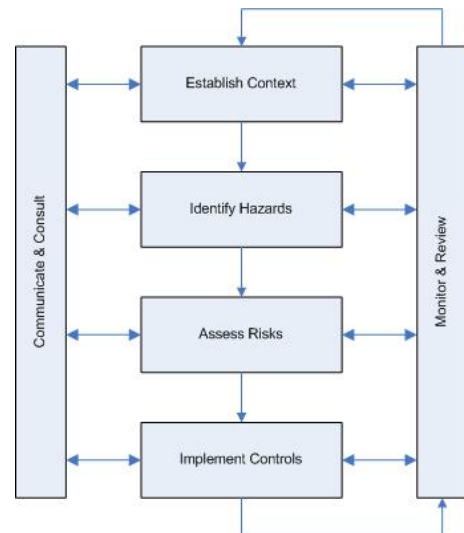 Establish Context
Communicate & Consult
Identify Hazards
Monitor & Review
Assess Risks
Implement Controls